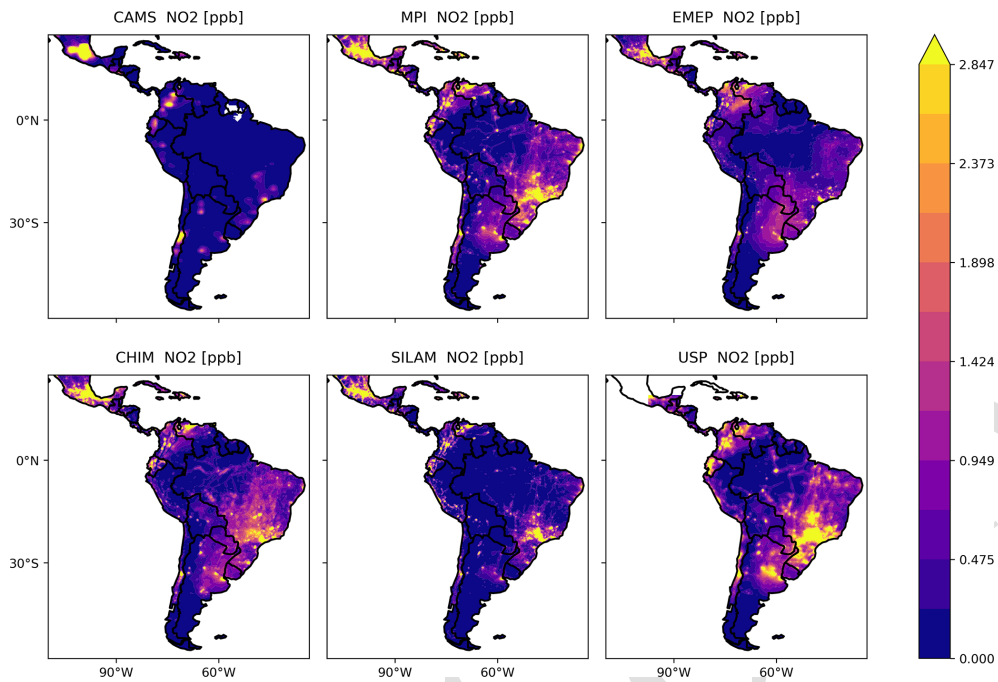 CAMS NO2 [ppb]
MPI NO2 [ppb]
EMEP NO2 [ppb]
0°N
30°S
CHIM NO2 [ppb]
SILAM NO2 [ppb]
USP NO2 [ppb]
0°N
30°S
90°W
60°W
90°W
60°W
90°W
60°W
2.847
2.373
1.898
1.424
0.949
0.475
0.000